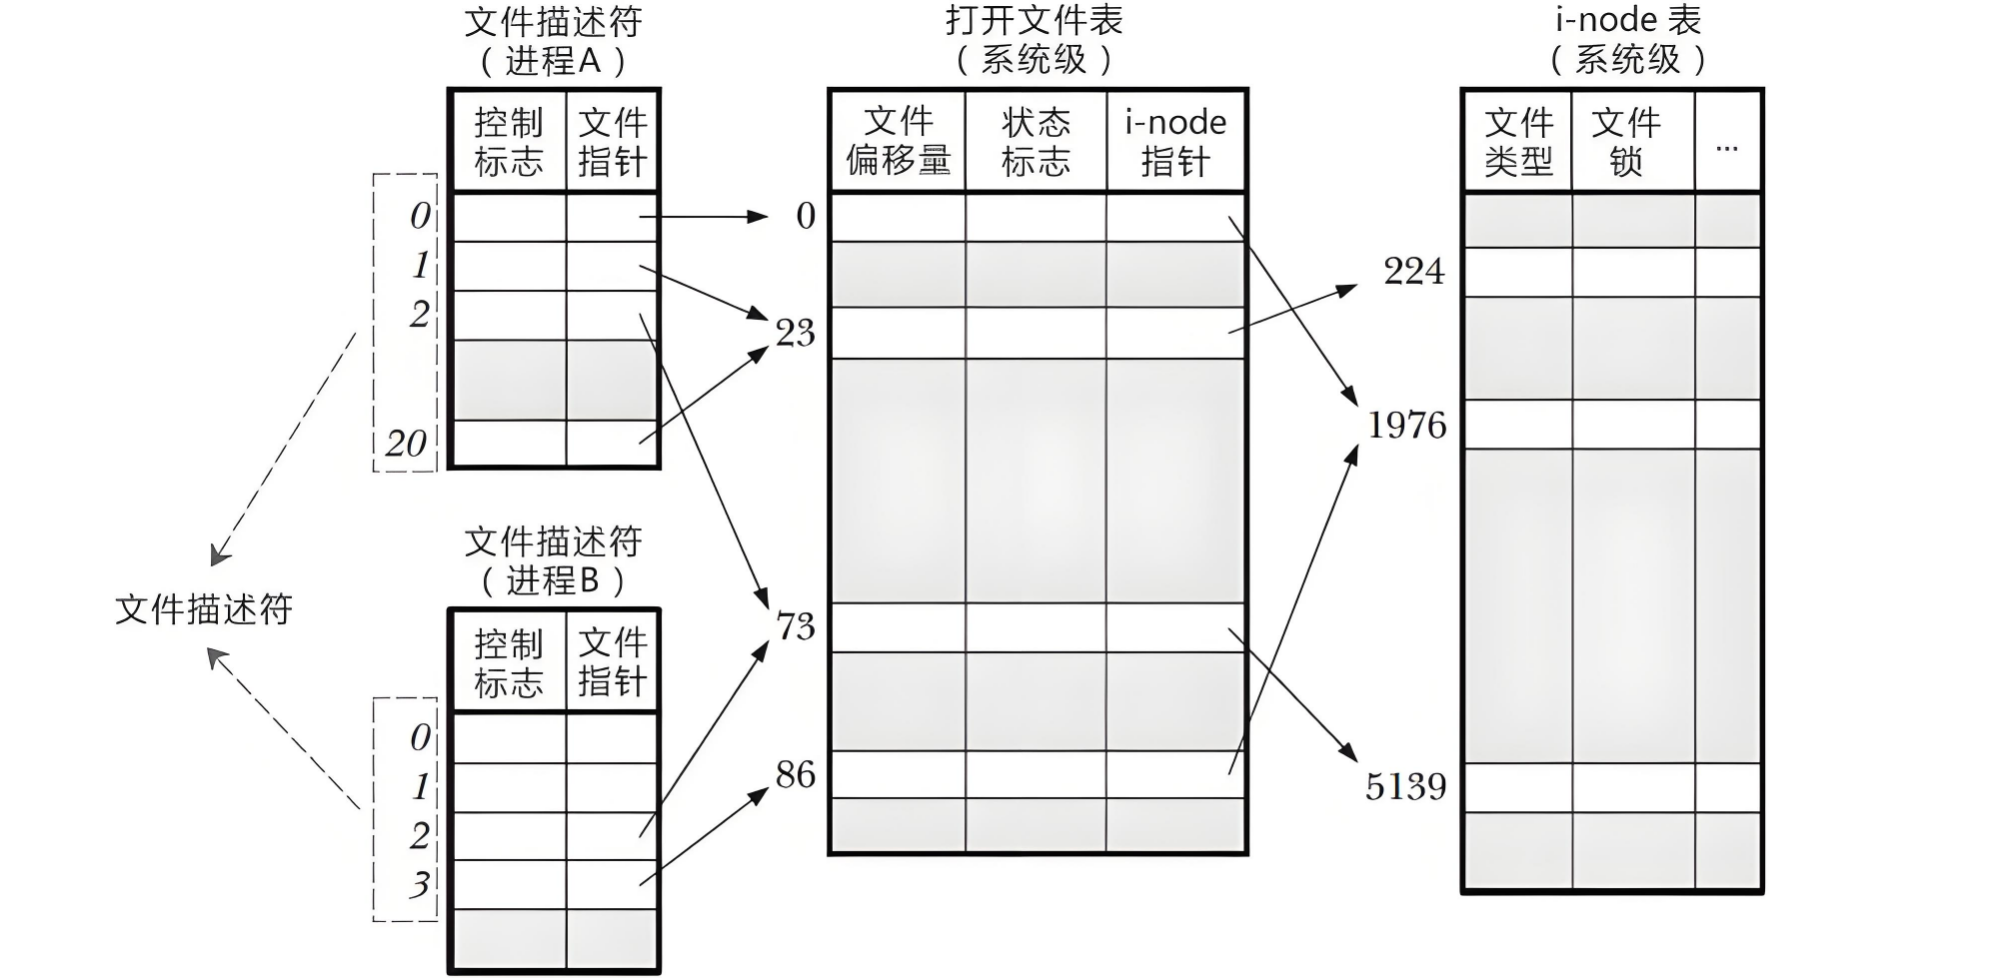 文件描述符
（进程A）
控制
标志
文件
指针
0
1
2
20
文件描述符
文件描述符
（进程B）
控制
标志
文件
指针
0
1
2
3
打开文件表
（系统级）
文件
偏移量
状态
标志
i-node
指针
0
23
73
86
i-node 表
（系统级）
文件
类型
文件
锁
...
224
1976
5139